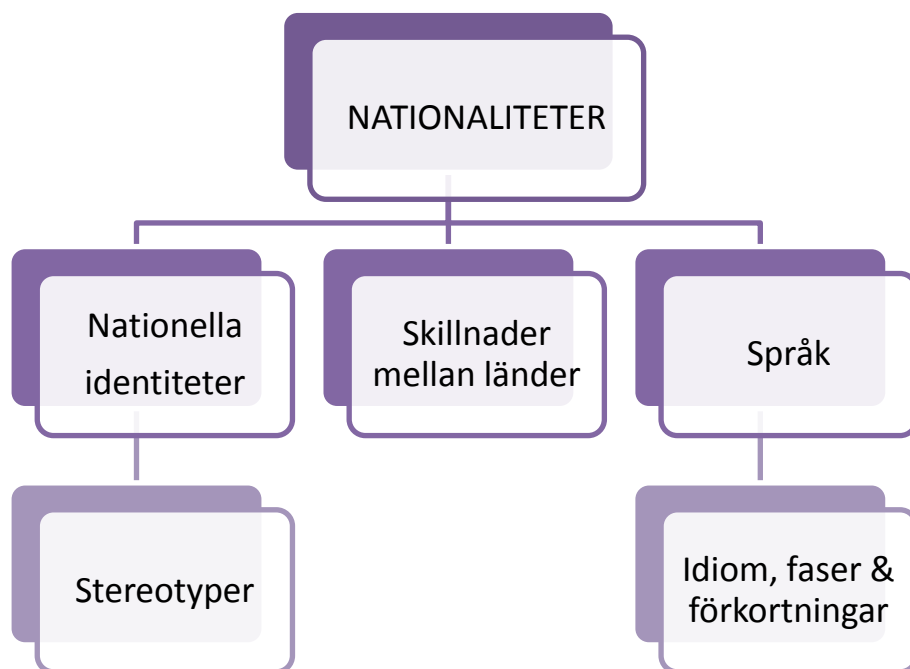 NATIONALITETER
Nationella
identiteter
Skillnader
mellan länder
Språk
Stereotyper
Idiom, faser &
förkortningar